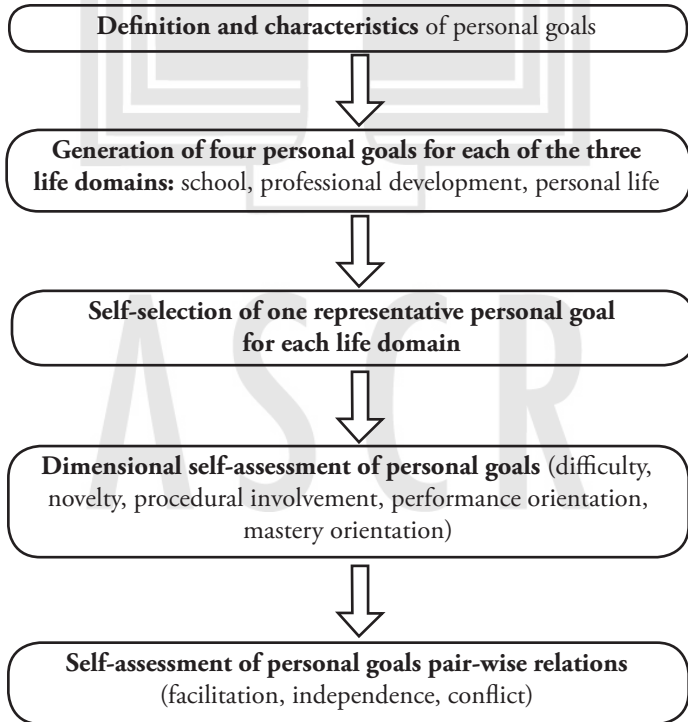 Definition and characteristics of personal goals
Generation of four personal goals for each of the three
life domains: school, professional development, personal life
Self-selection of one representative personal goal
for each life domain
Dimensional self-assessment of personal goals (difficulty,
novelty, procedural involvement, performance orientation,
mastery orientation)
Self-assessment of personal goals pair-wise relations
(facilitation, independence, conflict)
ASCR